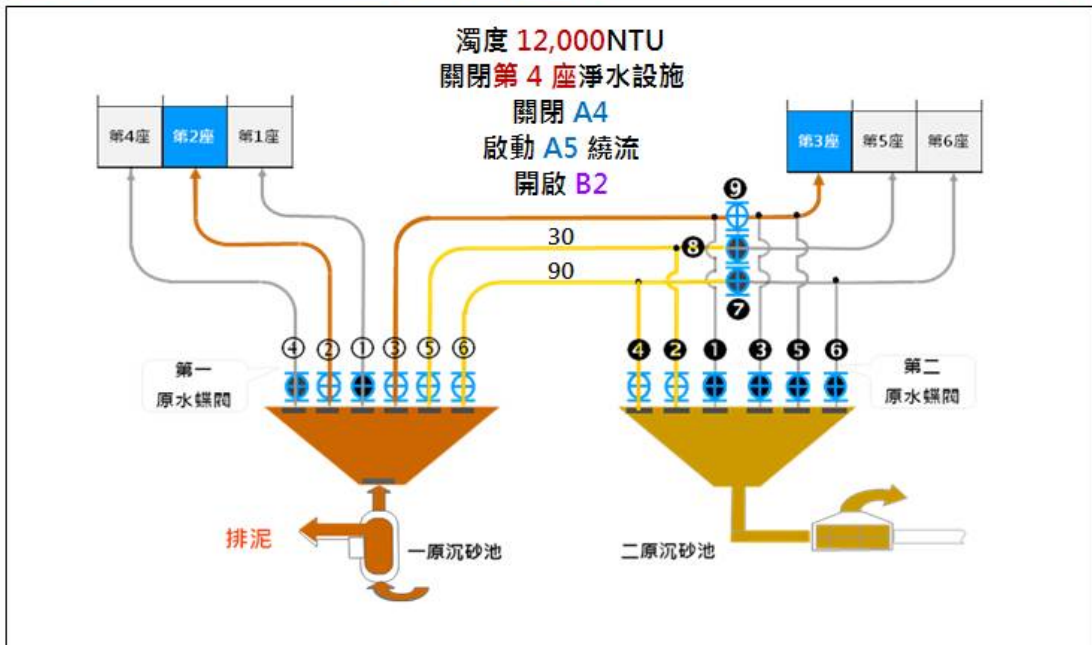 濁度 12,000NTU
關閉第 4 座淨水設施
關閉 A4
啟動 A5 繞流
開啟 B2
第4座 第2座 第1座
第3座 第5座 第6座
❾
30
❽
90
❼
④ ② ① ③ ⑤ ⑥
❹ ❷ ❶ ❸ ❺ ❻
第一
原水蝶閥
第二
原水蝶閥
排泥
一原沉砂池
二原沉砂池